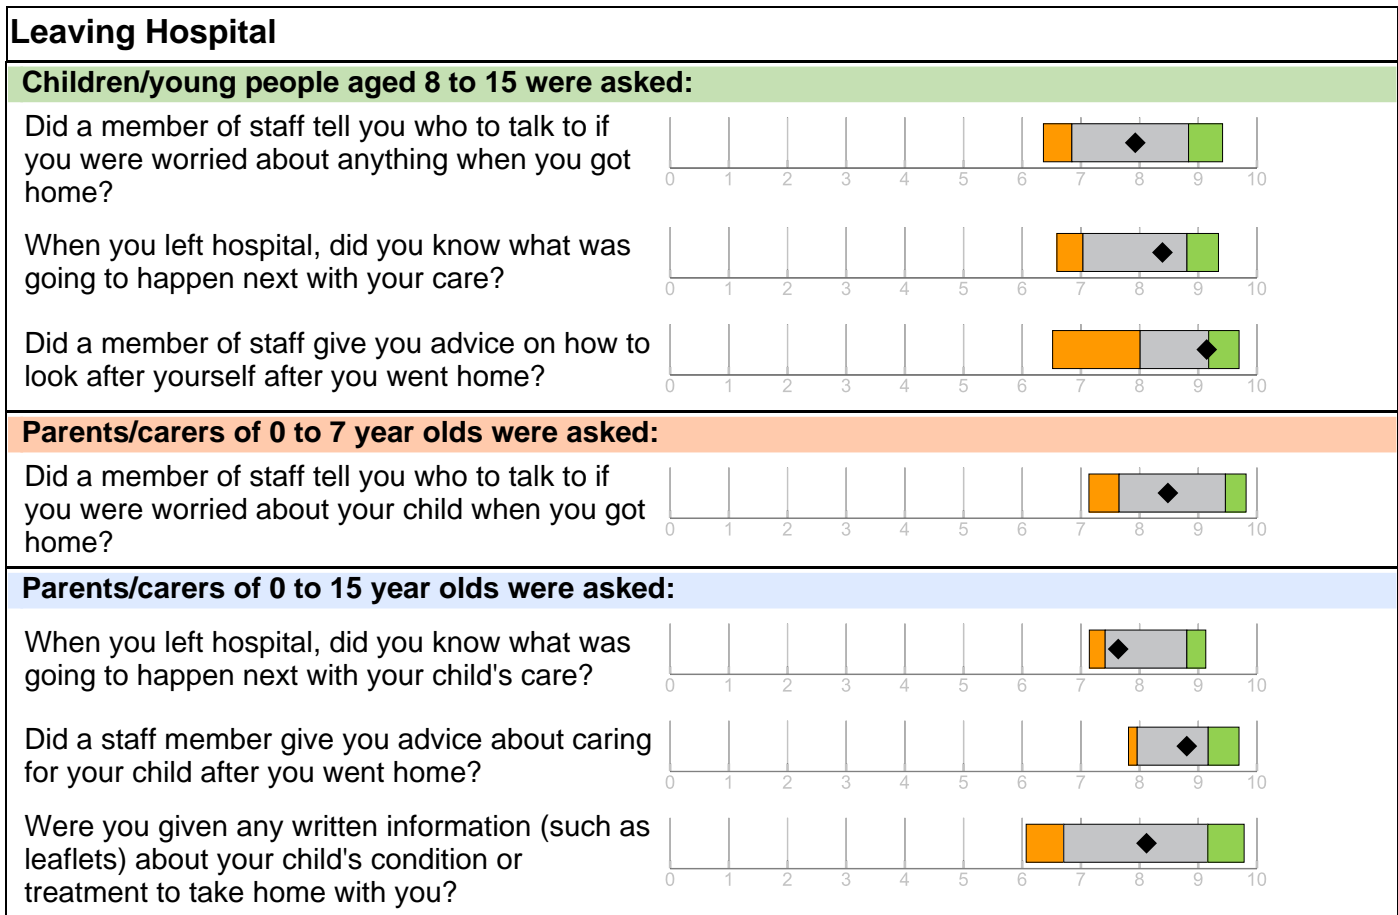 Leaving Hospital
Children/young people aged 8 to 15 were asked:
Did a member of staff tell you who to talk to if
you were worried about anything when you got
home?
0 1 2 3 4 5 6 7 8 9 10
When you left hospital, did you know what was
going to happen next with your care?
0 1 2 3 4 5 6 7 8 9 10
Did a member of staff give you advice on how to
look after yourself after you went home?
0 1 2 3 4 5 6 7 8 9 10
Parents/carers of 0 to 7 year olds were asked:
Did a member of staff tell you who to talk to if
you were worried about your child when you got
home?
0 1 2 3 4 5 6 7 8 9 10
Parents/carers of 0 to 15 year olds were asked:
When you left hospital, did you know what was
going to happen next with your child's care?
0 1 2 3 4 5 6 7 8 9 10
Did a staff member give you advice about caring
for your child after you went home?
0 1 2 3 4 5 6 7 8 9 10
Were you given any written information (such as
leaflets) about your child's condition or
treatment to take home with you?
0 1 2 3 4 5 6 7 8 9 10